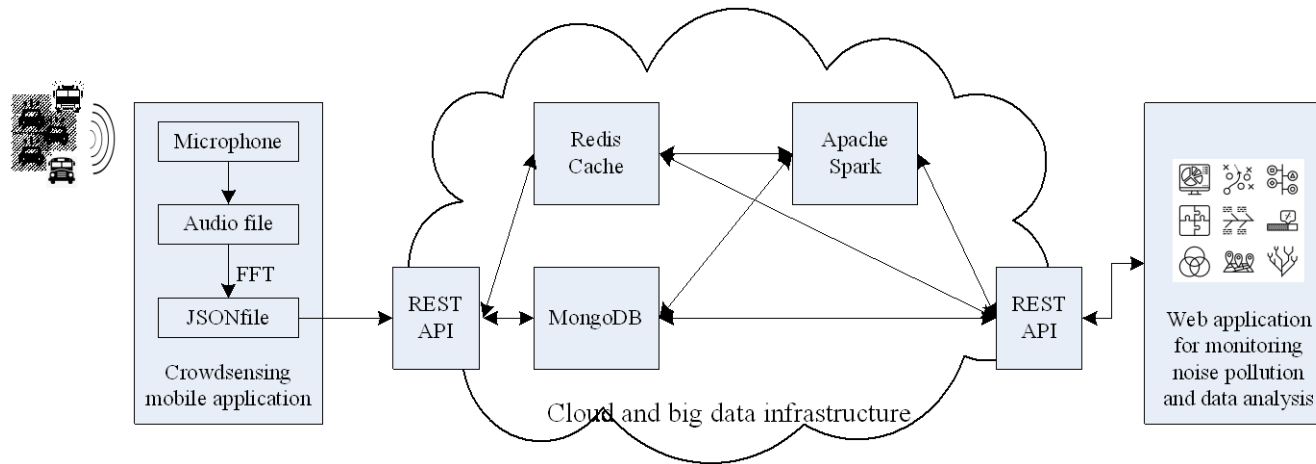 Microphone
Audio file
FFT
JSONfile
Crowdsensing
mobile application
REST
API
Redis
Cache
MongoDB
Apache
Spark
REST
API
Cloud and big data infrastructure
Web application
for monitoring
noise pollution
and data analysis